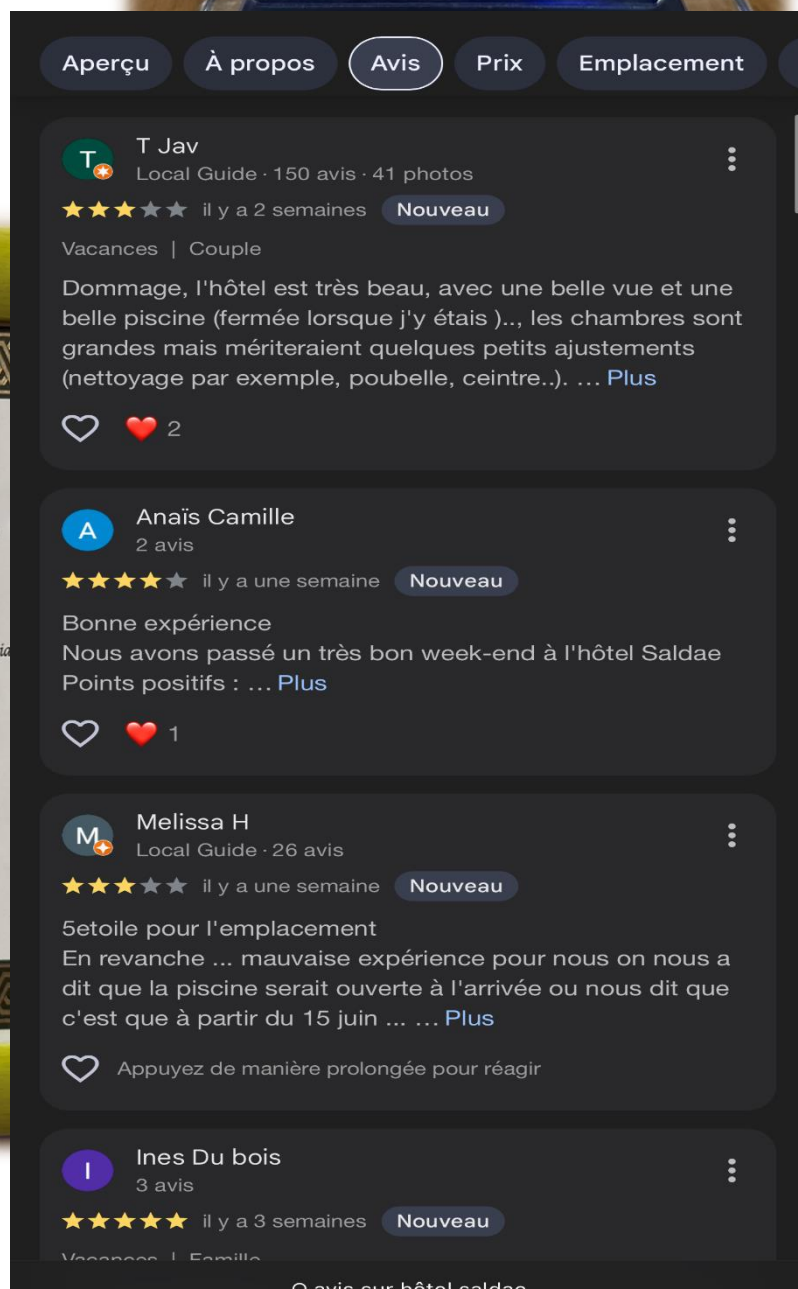 Aperçu À propos Avis Prix Emplacement
T
T Jav
Local Guide · 150 avis · 41 photos
il y a 2 semaines Nouveau
Vacances | Couple
Dommage, l'hôtel est très beau, avec une belle vue et une
belle piscine (fermée lorsque j'y étais ).., les chambres sont
grandes mais mériteraient quelques petits ajustements
(nettoyage par exemple, poubelle, ceintre..). ... Plus
2
A
Anaïs Camille
2 avis
il y a une semaine Nouveau
Bonne expérience
Nous avons passé un très bon week-end à l'hôtel Saldae
Points positifs : ... Plus
1
M
Melissa H
Local Guide · 26 avis
il y a une semaine Nouveau
5etoile pour l'emplacement
En revanche ... mauvaise expérience pour nous on nous a
dit que la piscine serait ouverte à l'arrivée ou nous dit que
c'est que à partir du 15 juin ... ... Plus
Appuyez de manière prolongée pour réagir
I
Ines Du bois
3 avis
il y a 3 semaines Nouveau
Vacances | Famille
avis sur hôtel saldae